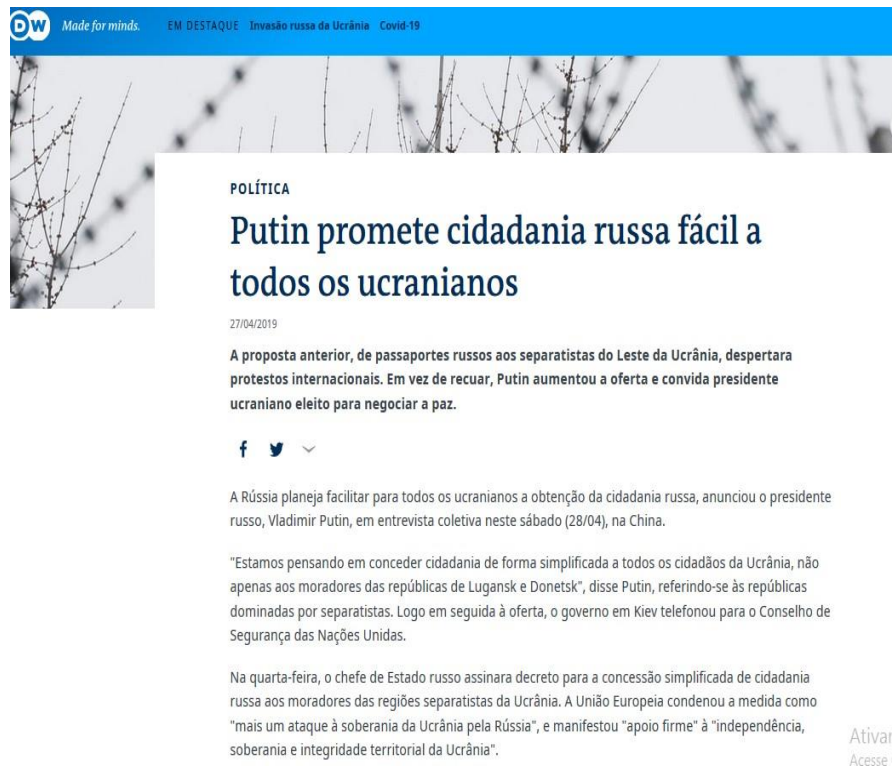 DW Made for minds. EM DESTAQUE Invasão russa da Ucrânia Covid-19
POLÍTICA
Putin promete cidadania russa fácil a
todos os ucranianos
27/04/2019
A proposta anterior, de passaportes russos aos separatistas do Leste da Ucrânia, despertara
protestos internacionais. Em vez de recuar, Putin aumentou a oferta e convida presidente
ucraniano eleito para negociar a paz.
A Rússia planeja facilitar para todos os ucranianos a obtenção da cidadania russa, anunciou o presidente
russo, Vladimir Putin, em entrevista coletiva neste sábado (28/04), na China.
"Estamos pensando em conceder cidadania de forma simplificada a todos os cidadãos da Ucrânia, não
apenas aos moradores das repúblicas de Lugansk e Donetsk", disse Putin, referindo-se às repúblicas
dominadas por separatistas. Logo em seguida à oferta, o governo em Kiev telefonou para o Conselho de
Segurança das Nações Unidas.
Na quarta-feira, o chefe de Estado russo assinara decreto para a concessão simplificada de cidadania
russa aos moradores das regiões separatistas da Ucrânia. A União Europeia condenou a medida como
"mais um ataque à soberania da Ucrânia pela Rússia", e manifestou "apoio firme" à "independência,
soberania e integridade territorial da Ucrânia".
Ativar
Acesse